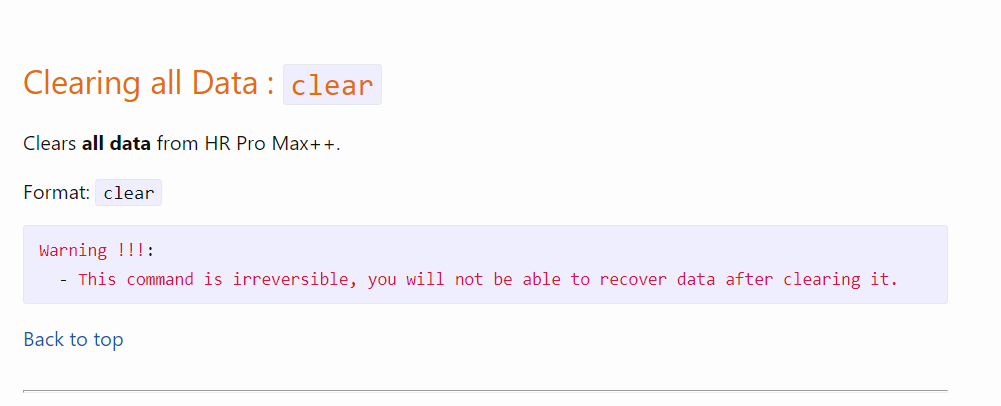 Clearing all Data : clear
Clears all data from HR Pro Max++.
Format: clear
Warning !!!:
- This command is irreversible, you will not be able to recover data after clearing it.
Back to top